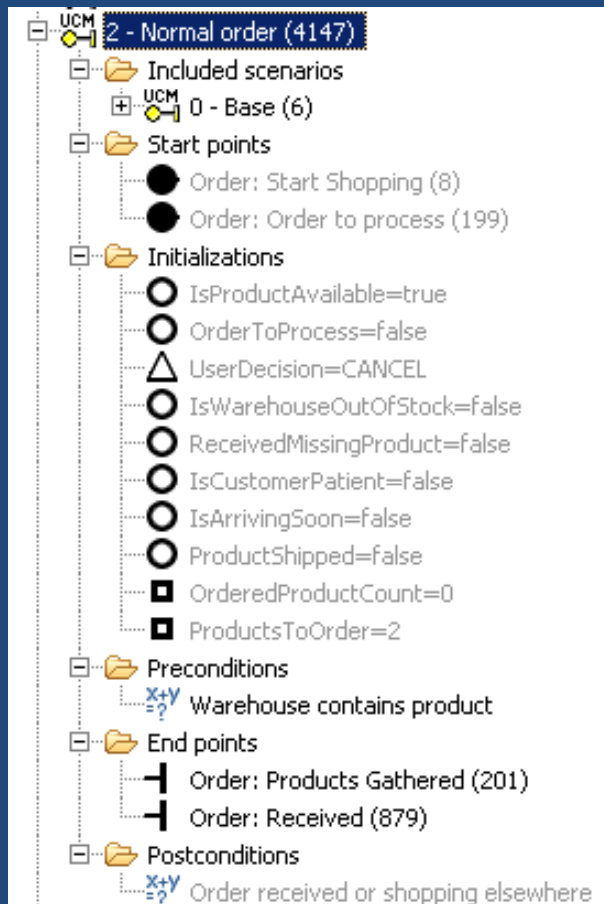 UCM 2 - Normal order (4147)
Included scenarios
UCM 0 - Base (6)
Start points
Order: Start Shopping (8)
Order: Order to process (199)
Initializations
IsProductAvailable=true
OrderToProcess=false
UserDecision=CANCEL
IsWarehouseOutOfStock=false
ReceivedMissingProduct=false
IsCustomerPatient=false
IsArrivingSoon=false
ProductShipped=false
OrderedProductCount=0
ProductsToOrder=2
Preconditions
X+Y =? Warehouse contains product
End points
Order: Products Gathered (201)
Order: Received (879)
Postconditions
X+Y =? Order received or shopping elsewhere